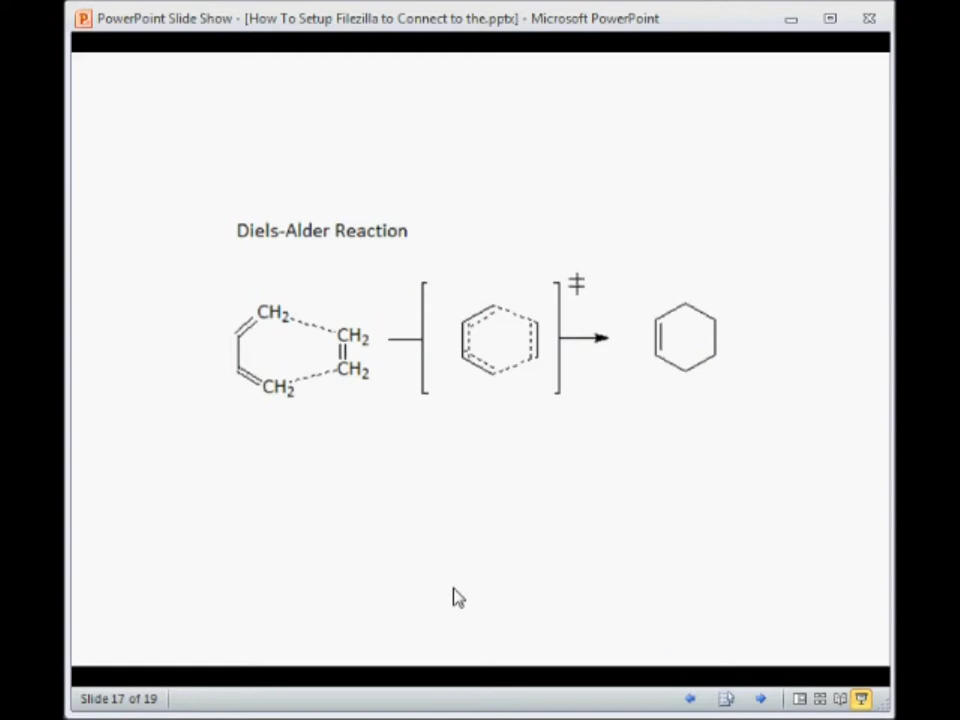 PowerPoint Slide Show - [How To Setup Filezilla to Connect to the.pptx] - Microsoft PowerPoint
Diels-Alder Reaction
‡
CH2
CH2
CH2
CH2
Slide 17 of 19